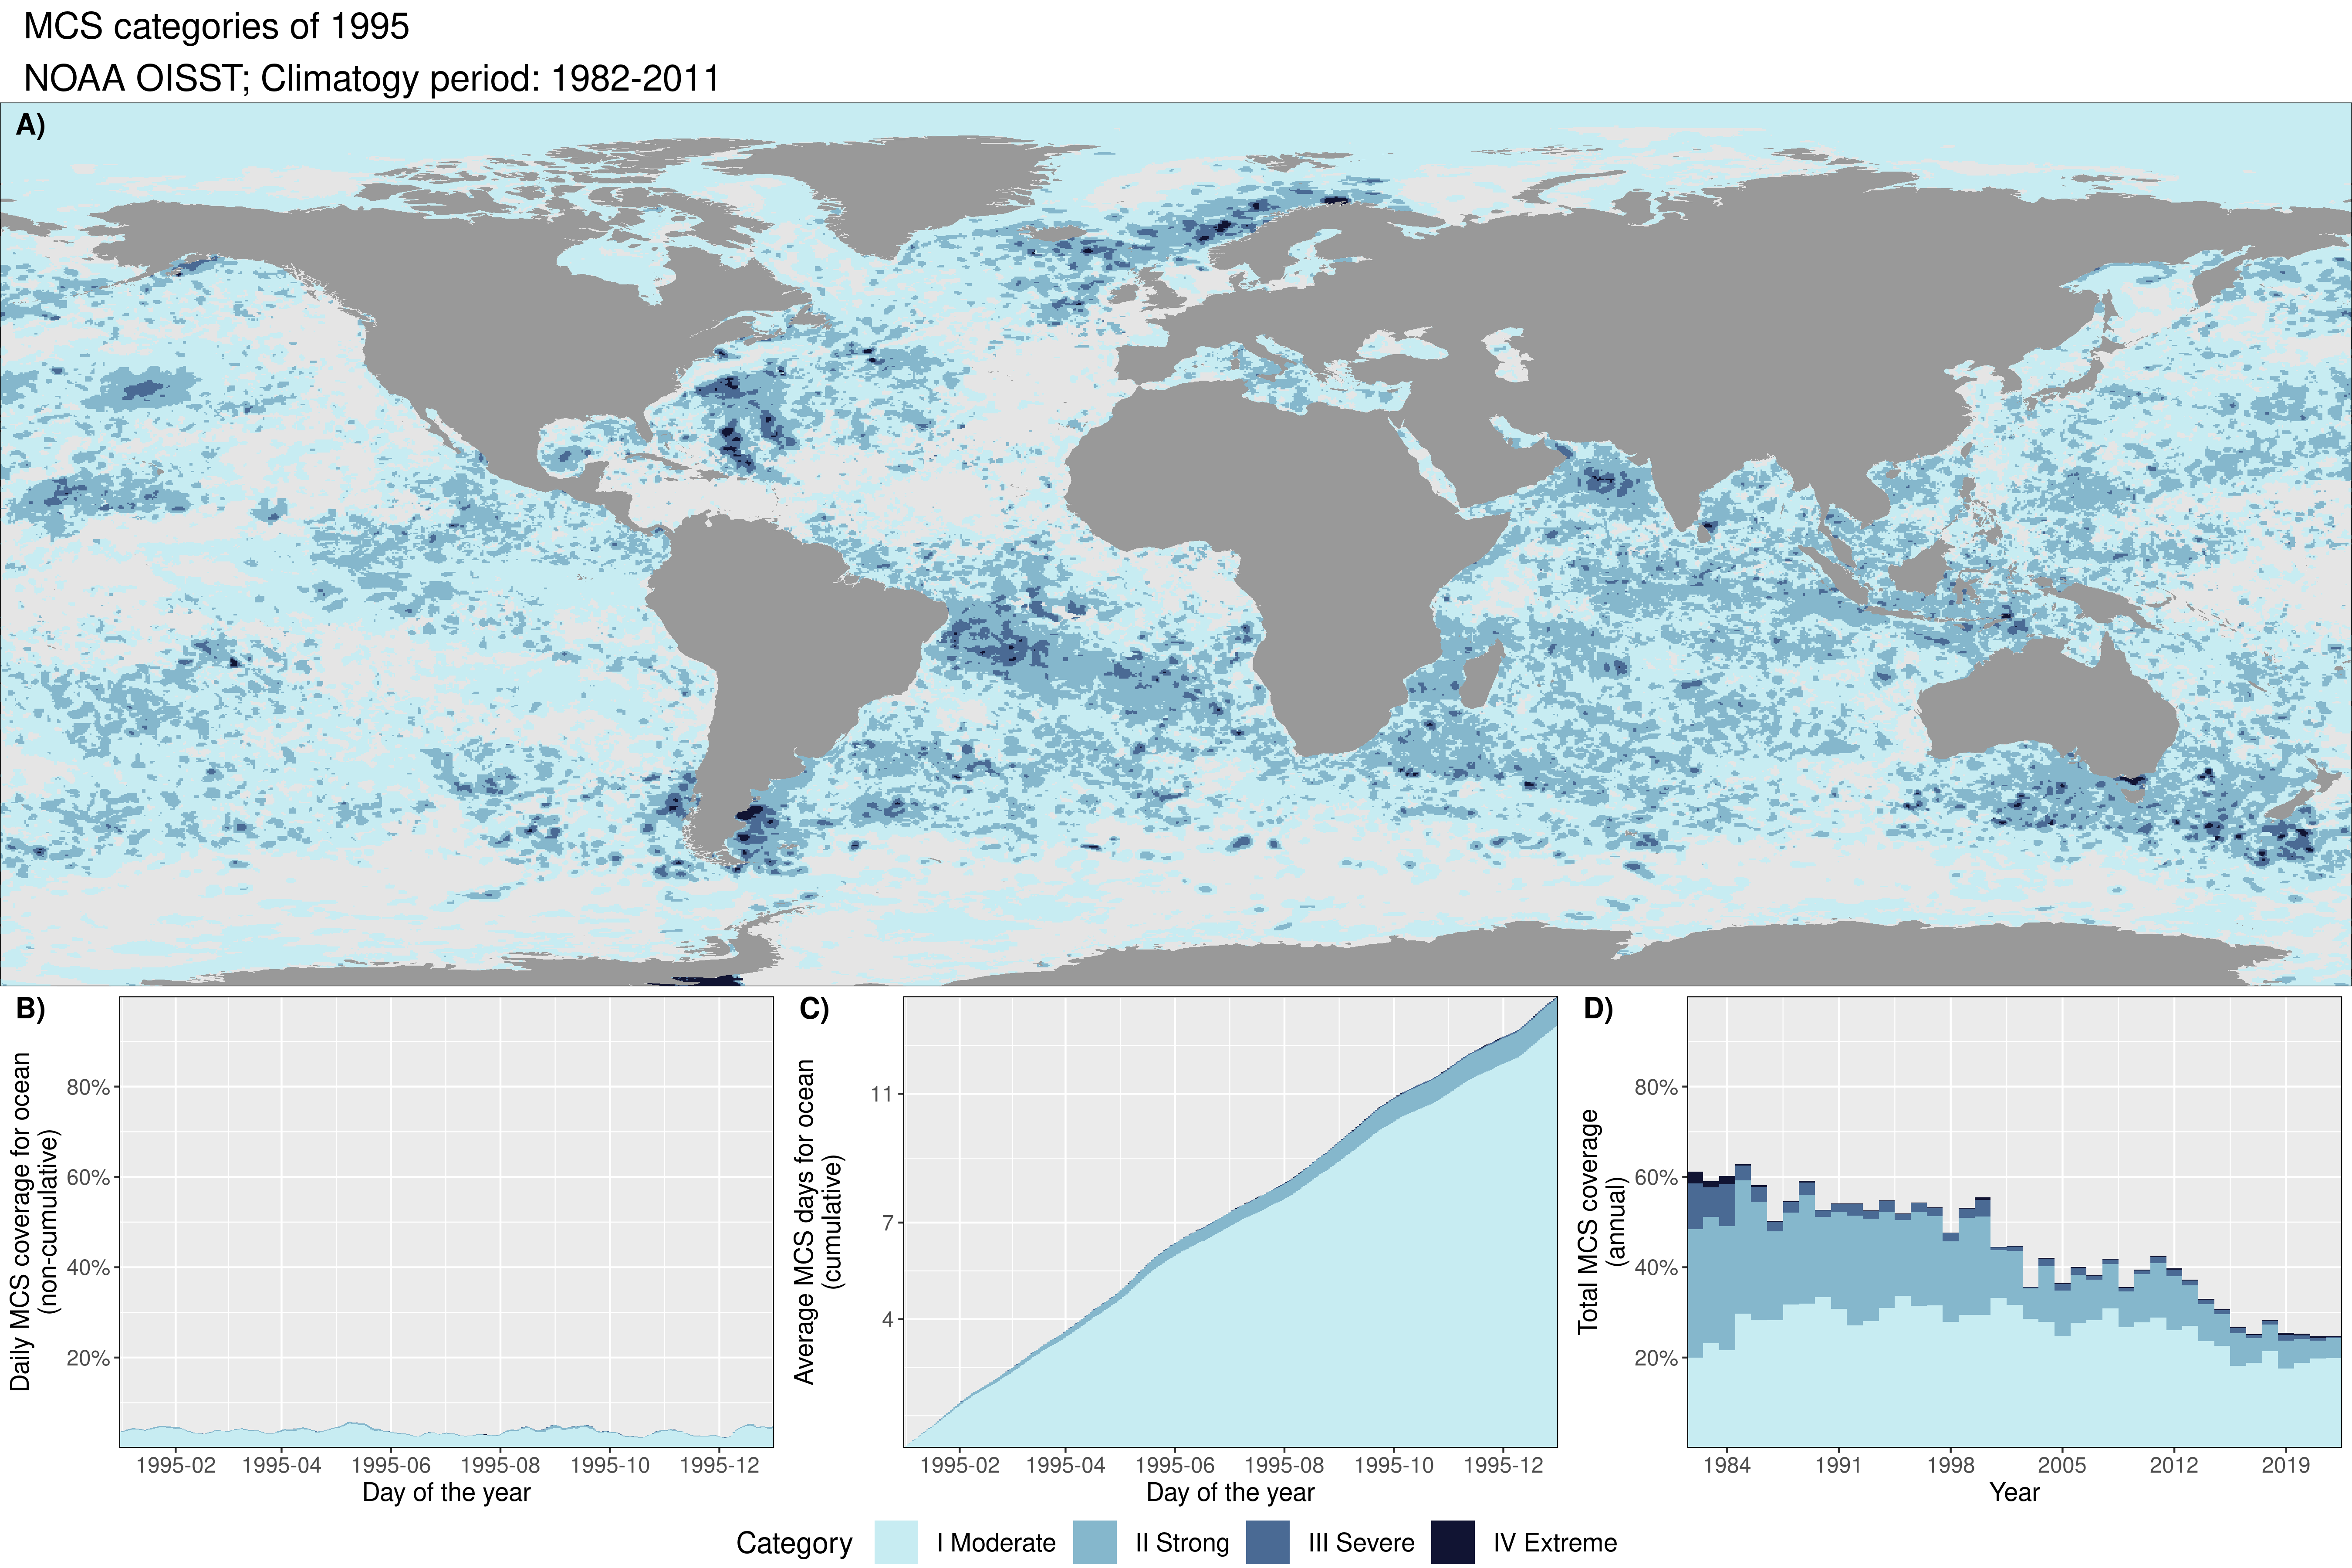 MCS categories of 1995
NOAA OISST; Climatogy period: 1982-2011
A)
B)
Daily MCS coverage for ocean
(non-cumulative)
80%
60%
40%
20%
1995-02 1995-04 1995-06 1995-08 1995-10 1995-12
Day of the year
C)
Average MCS days for ocean
(cumulative)
11
7
4
1995-02 1995-04 1995-06 1995-08 1995-10 1995-12
Day of the year
D)
Total MCS coverage
(annual)
80%
60%
40%
20%
1984 1991 1998 2005 2012 2019
Year
Category I Moderate II Strong III Severe IV Extreme